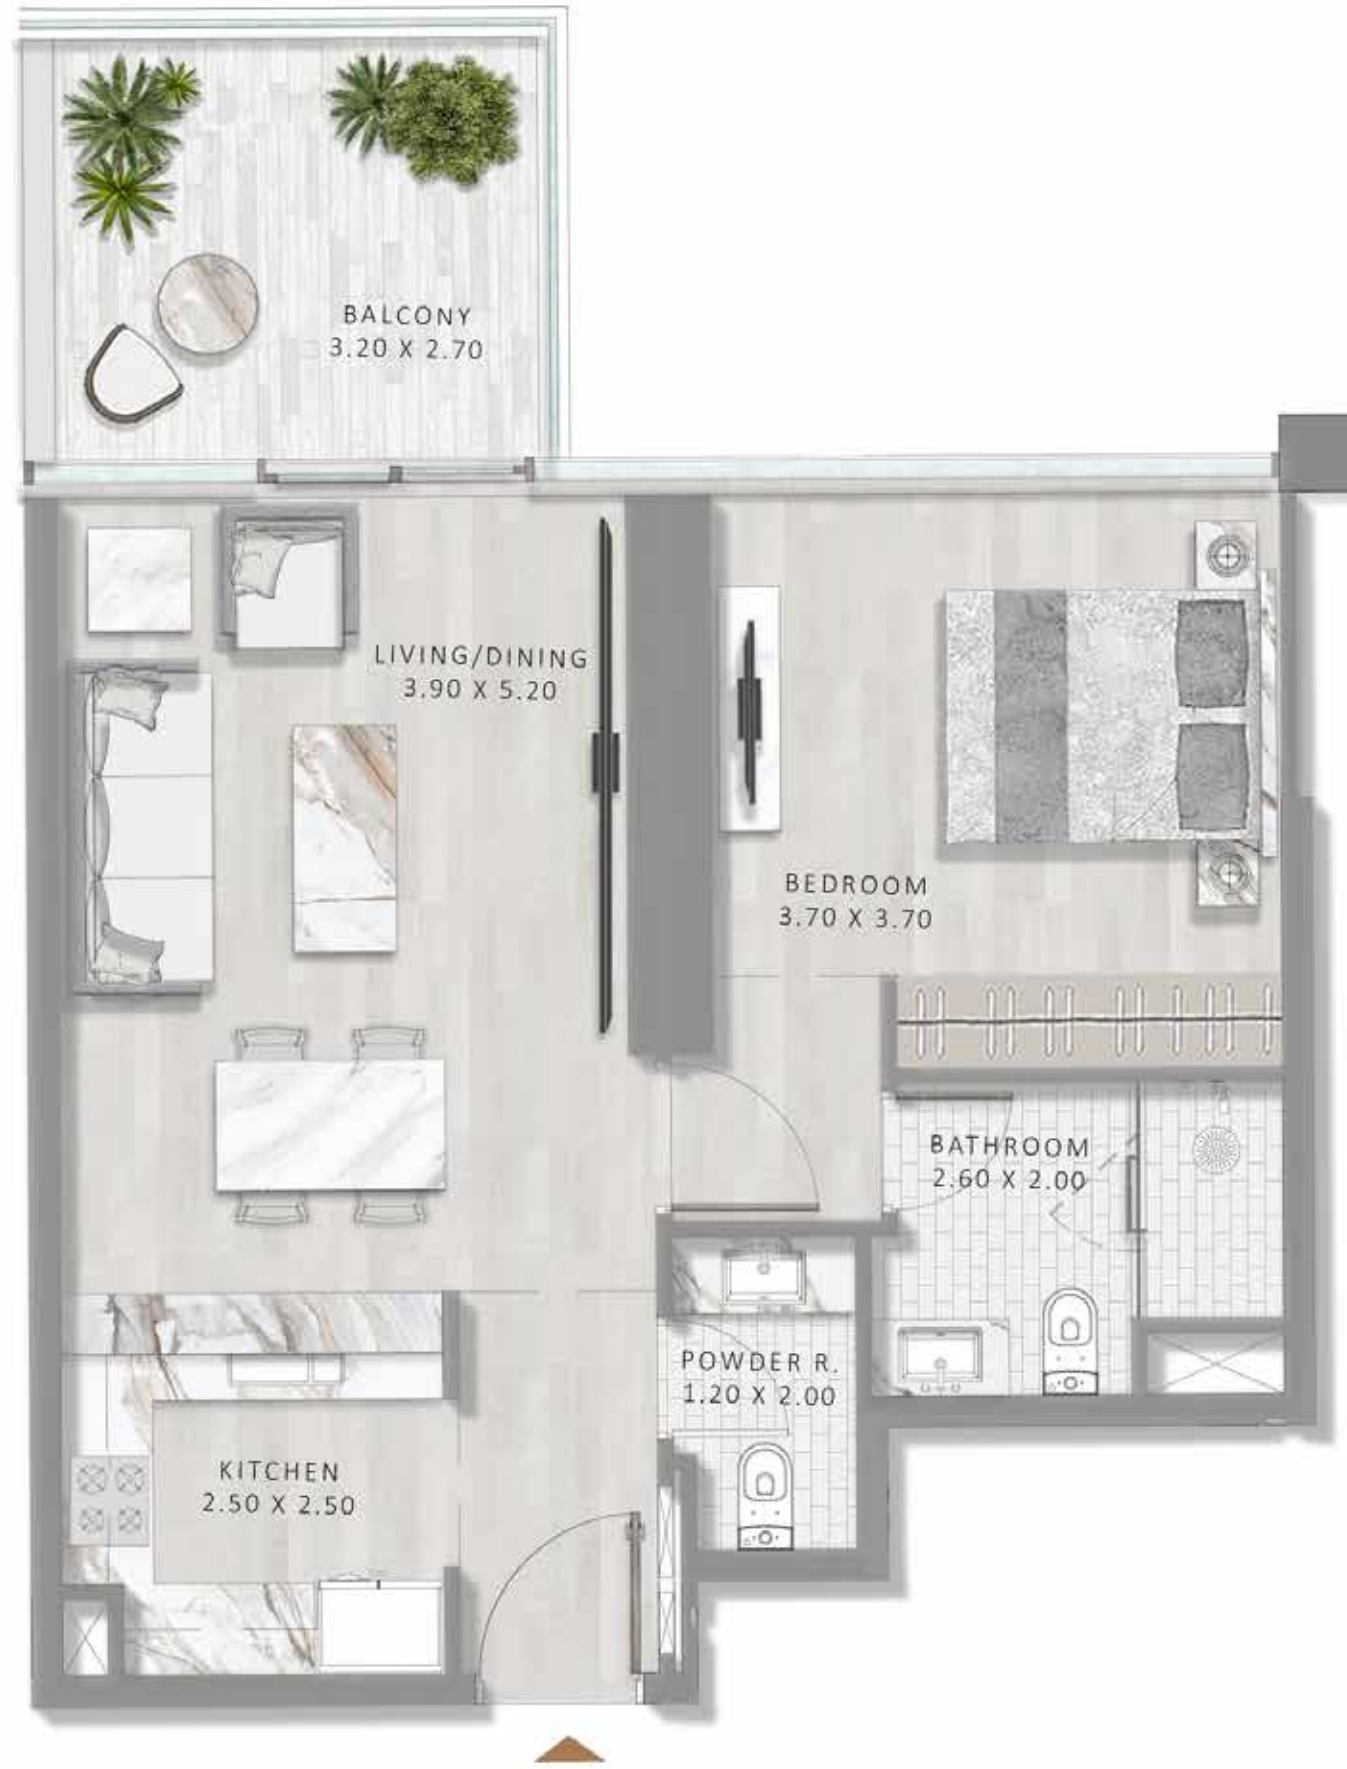 BALCONY
3.20 X 2.70
LIVING/DINING
3.90 X 5.20
BEDROOM
3.70 X 3.70
BATHROOM
2.60 X 2.00
POWDER R.
1.20 X 2.00
KITCHEN
2.50 X 2.50